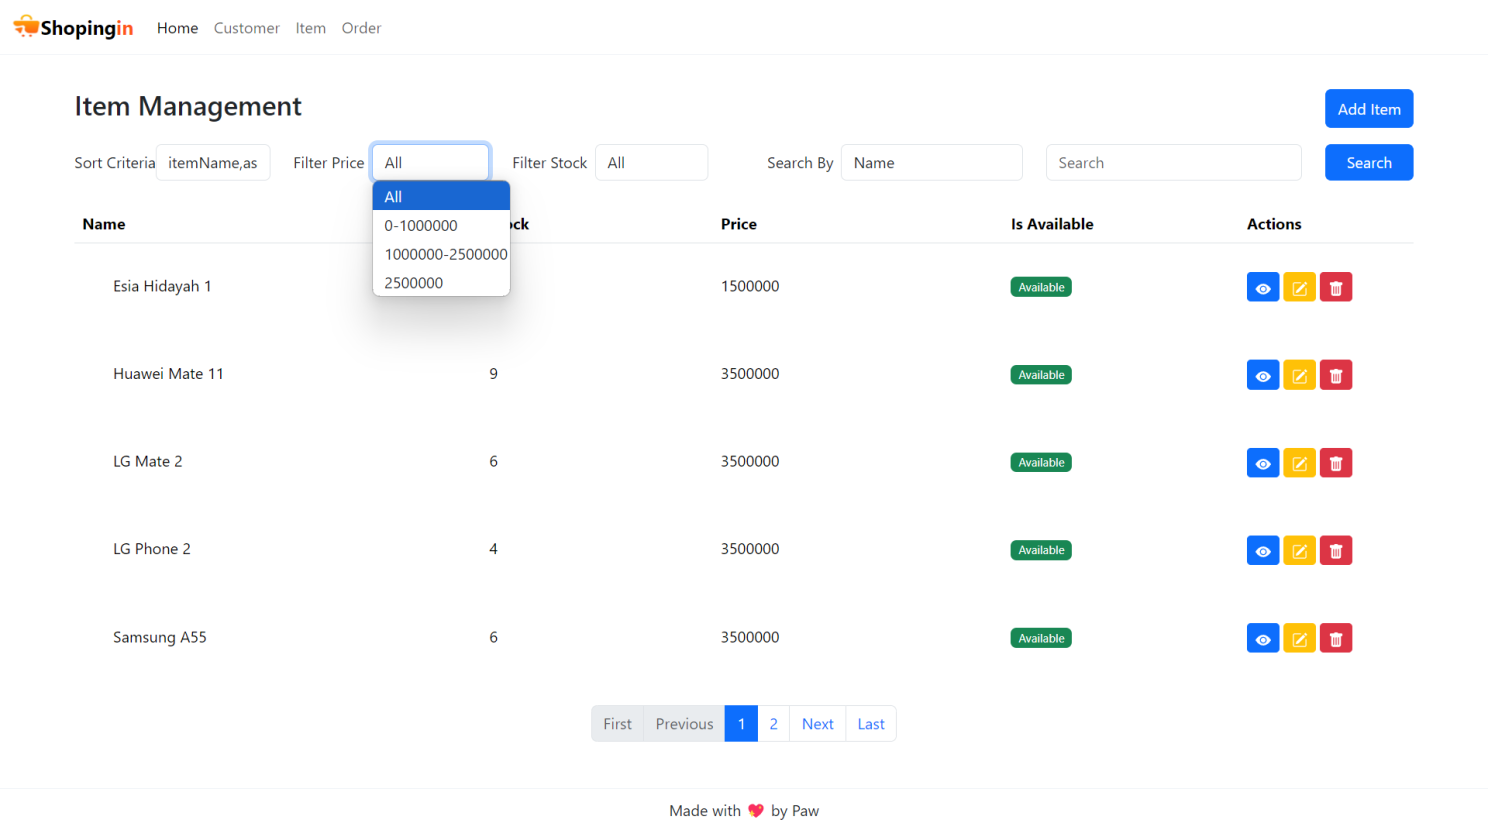 Shopingin Home Customer Item Order
Item Management
Add Item
Sort Criteria itemName,as Filter Price All Filter Stock All Search By Name Search Search
All
0-1000000
1000000-2500000
2500000
Name ock Price Is Available Actions
Esia Hidayah 1 1500000 Available
Huawei Mate 11 9 3500000 Available
LG Mate 2 6 3500000 Available
LG Phone 2 4 3500000 Available
Samsung A55 6 3500000 Available
First Previous 1 2 Next Last
Made with 💖 by Paw